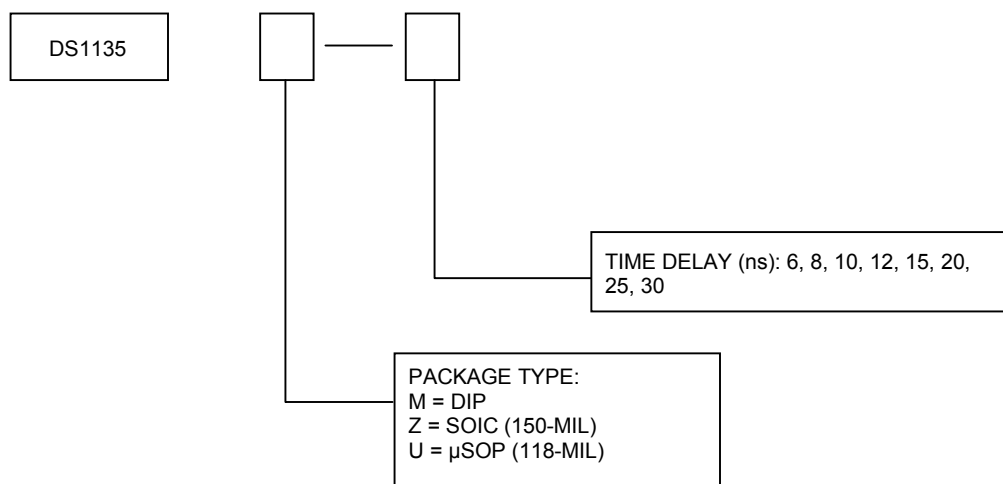 DS1135
TIME DELAY (ns): 6, 8, 10, 12, 15, 20,
25, 30
PACKAGE TYPE:
M = DIP
Z = SOIC (150-MIL)
U = µSOP (118-MIL)